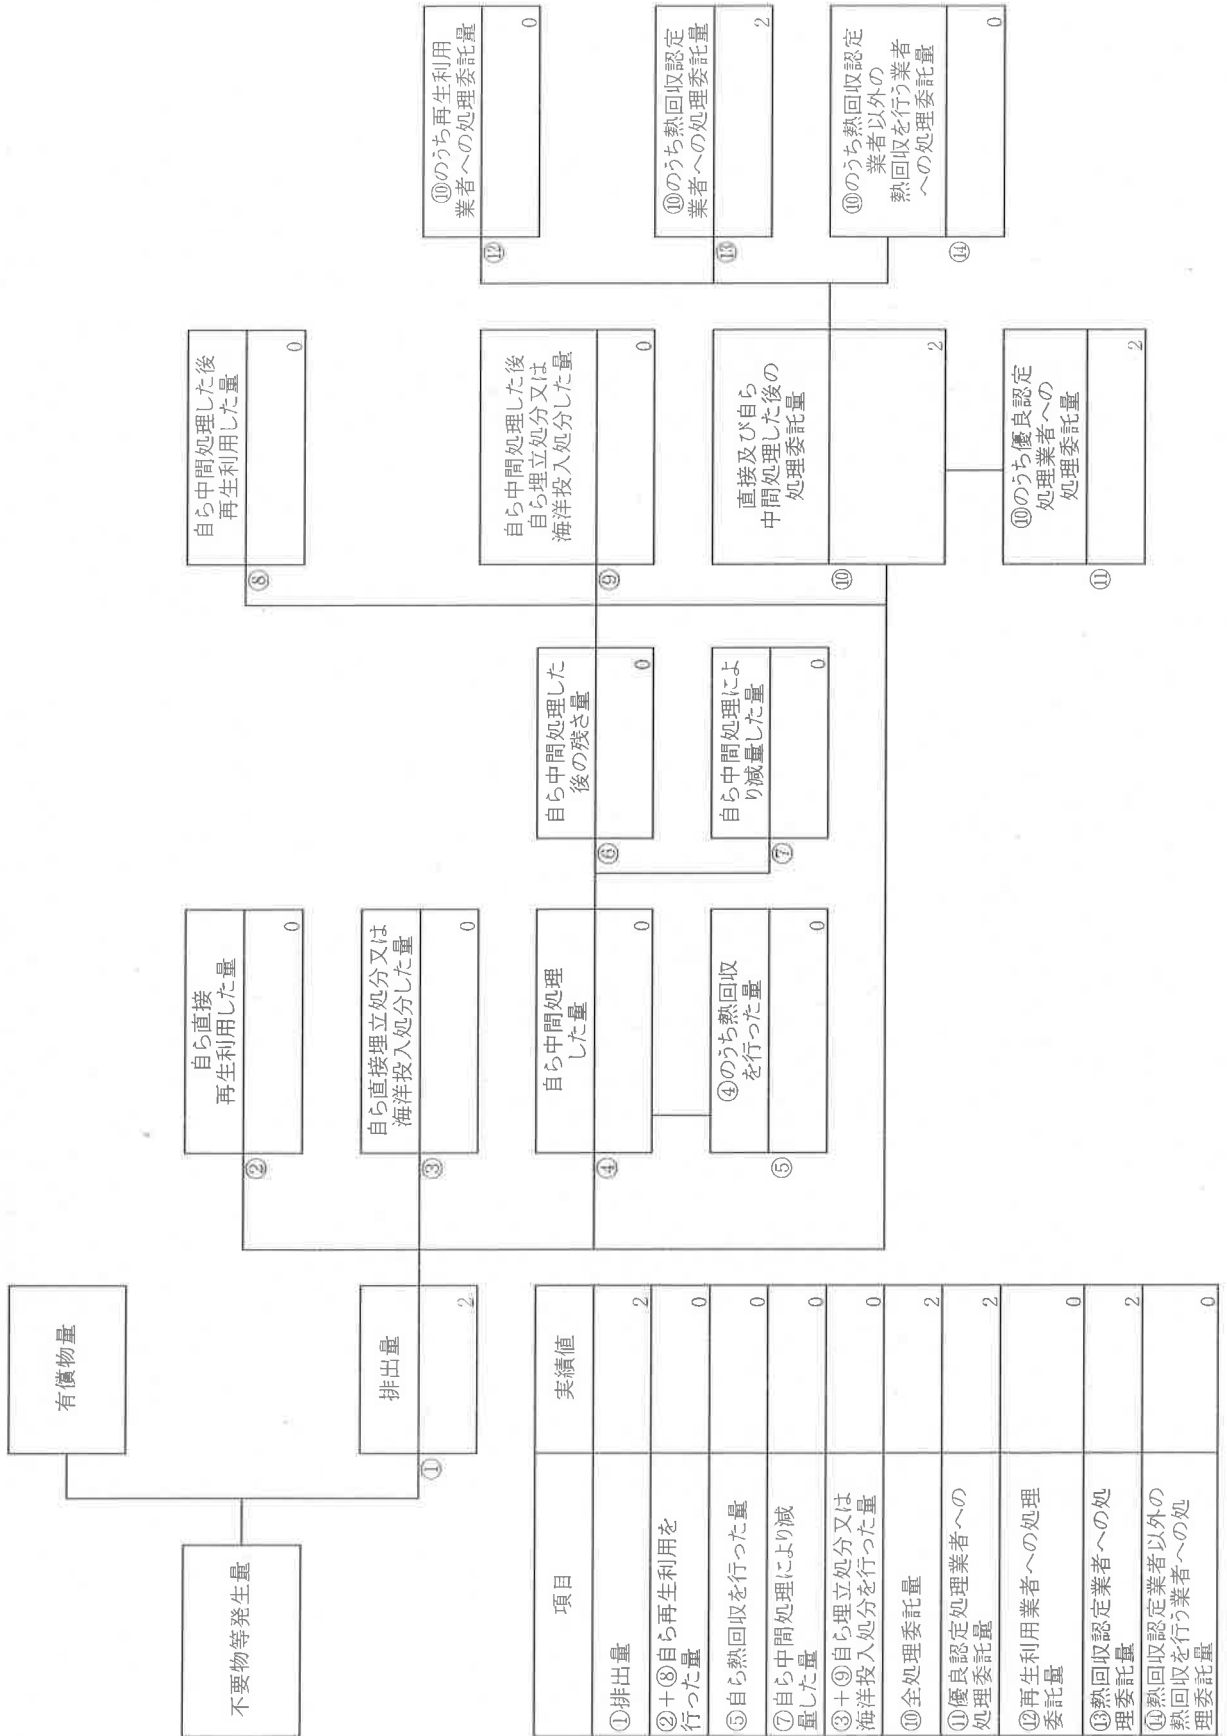 不要物等発生量
有償物量
排出量
2
①
自ら直接
再生利用した量
0
②
自ら直接埋立処分又は
海洋投入処分した量
0
③
自ら中間処理
した量
0
④
④のうち熱回収
を行った量
0
⑤
自ら中間処理した
後の残さ量
0
⑥
自ら中間処理によ
り減量した量
0
⑦
自ら中間処理した後
再生利用した量
0
⑧
自ら中間処理した後
自ら埋立処分又は
海洋投入処分した量
0
⑨
直接及び自ら
中間処理した後の
処理委託量
2
⑩
⑩のうち優良認定
処理業者への
処理委託量
2
⑪
⑩のうち再生利用
業者への処理委託量
0
⑫
⑩のうち熱回収認定
業者への処理委託量
2
⑬
⑩のうち熱回収認定
業者以外の
熱回収を行う業者
への処理委託量
0
⑭
項目 実績値
①排出量 2
②+⑧自ら再生利用を
行った量 0
⑤自ら熱回収を行った量 0
⑦自ら中間処理により減
量した量 0
③+⑨自ら埋立処分又は
海洋投入処分を行った量 0
⑩全処理委託量 2
⑪優良認定処理業者への
処理委託量 2
⑫再生利用業者への処理
委託量 0
⑬熱回収認定業者への処
理委託量 2
⑭熱回収認定業者以外の
熱回収を行う業者への処
理委託量 0